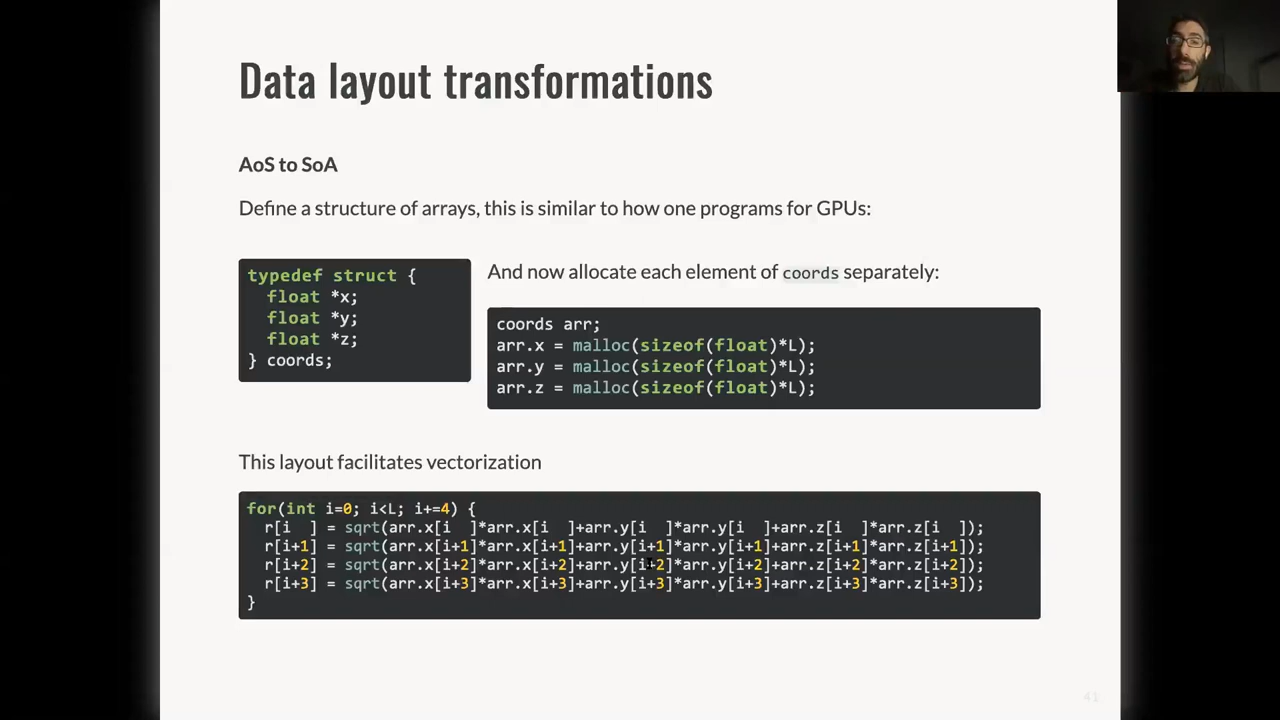 Data layout transformations
AoS to SoA
Define a structure of arrays, this is similar to how one programs for GPUs:
typedef struct {
  float *x;
  float *y;
  float *z;
} coords;
And now allocate each element of coords separately:
coords arr;
arr.x = malloc(sizeof(float)*L);
arr.y = malloc(sizeof(float)*L);
arr.z = malloc(sizeof(float)*L);
This layout facilitates vectorization
for(int i=0; i<L; i+=4) {
  r[i  ] = sqrt(arr.x[i  ]*arr.x[i  ]+arr.y[i  ]*arr.y[i  ]+arr.z[i  ]*arr.z[i  ]);
  r[i+1] = sqrt(arr.x[i+1]*arr.x[i+1]+arr.y[i+1]*arr.y[i+1]+arr.z[i+1]*arr.z[i+1]);
  r[i+2] = sqrt(arr.x[i+2]*arr.x[i+2]+arr.y[i+2]*arr.y[i+2]+arr.z[i+2]*arr.z[i+2]);
  r[i+3] = sqrt(arr.x[i+3]*arr.x[i+3]+arr.y[i+3]*arr.y[i+3]+arr.z[i+3]*arr.z[i+3]);
}
41